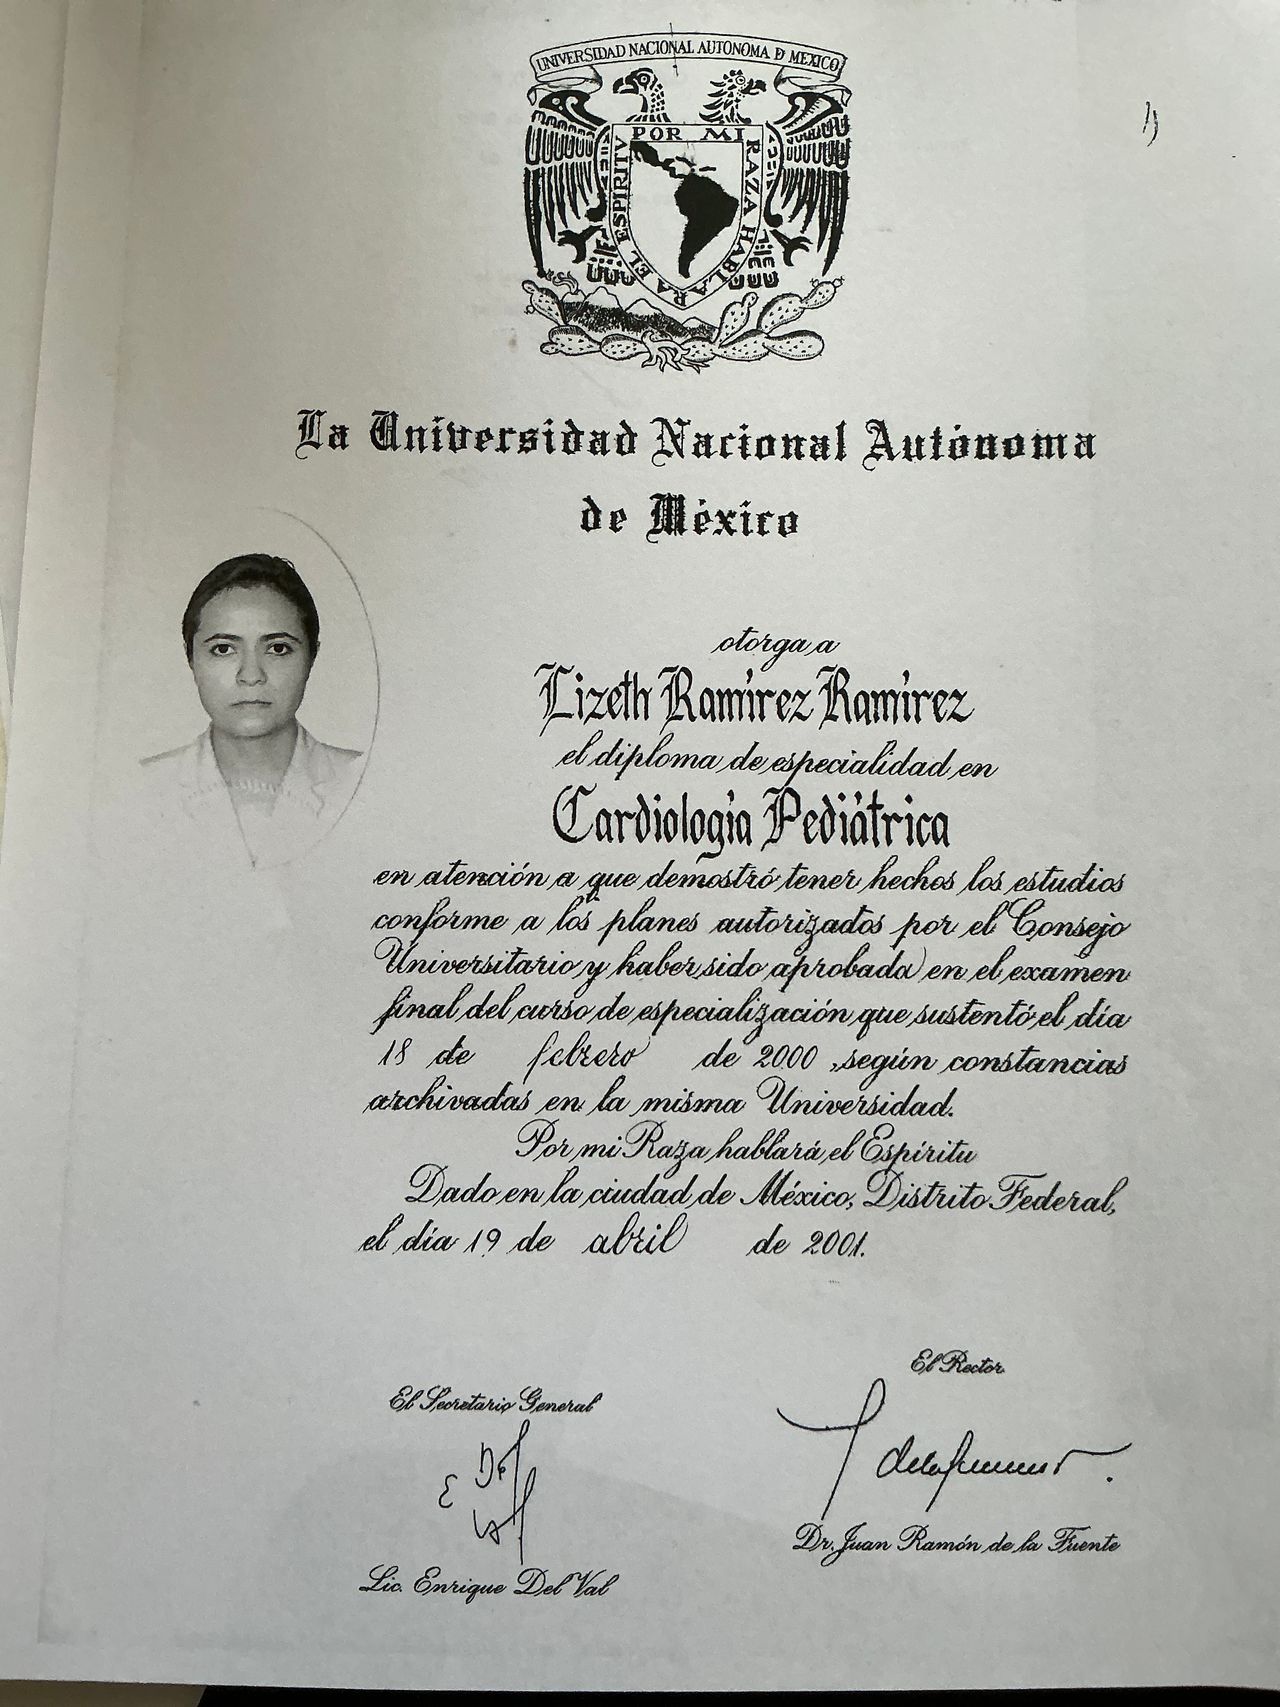 UNIVERSIDAD NACIONAL AUTONOMA D MEXICO
POR MI RAZA HABLARA EL ESPIRITU
La Universidad Nacional Autónoma
de México
otorga a
Lizeth Ramírez Ramírez
el diploma de especialidad en
Cardiología Pediátrica
en atención a que demostró tener hechos los estudios
conforme a los planes autorizados por el Consejo
Universitario y haber sido aprobada en el examen
final del curso de especialización que sustentó el día
18 de febrero de 2000, según constancias
archivadas en la misma Universidad.
Por mi Raza hablará el Espíritu
Dado en la ciudad de México, Distrito Federal,
el día 19 de abril de 2001.
El Rector
El Secretario General
Dr. Juan Ramón de la Fuente
Lic. Enrique Del Val